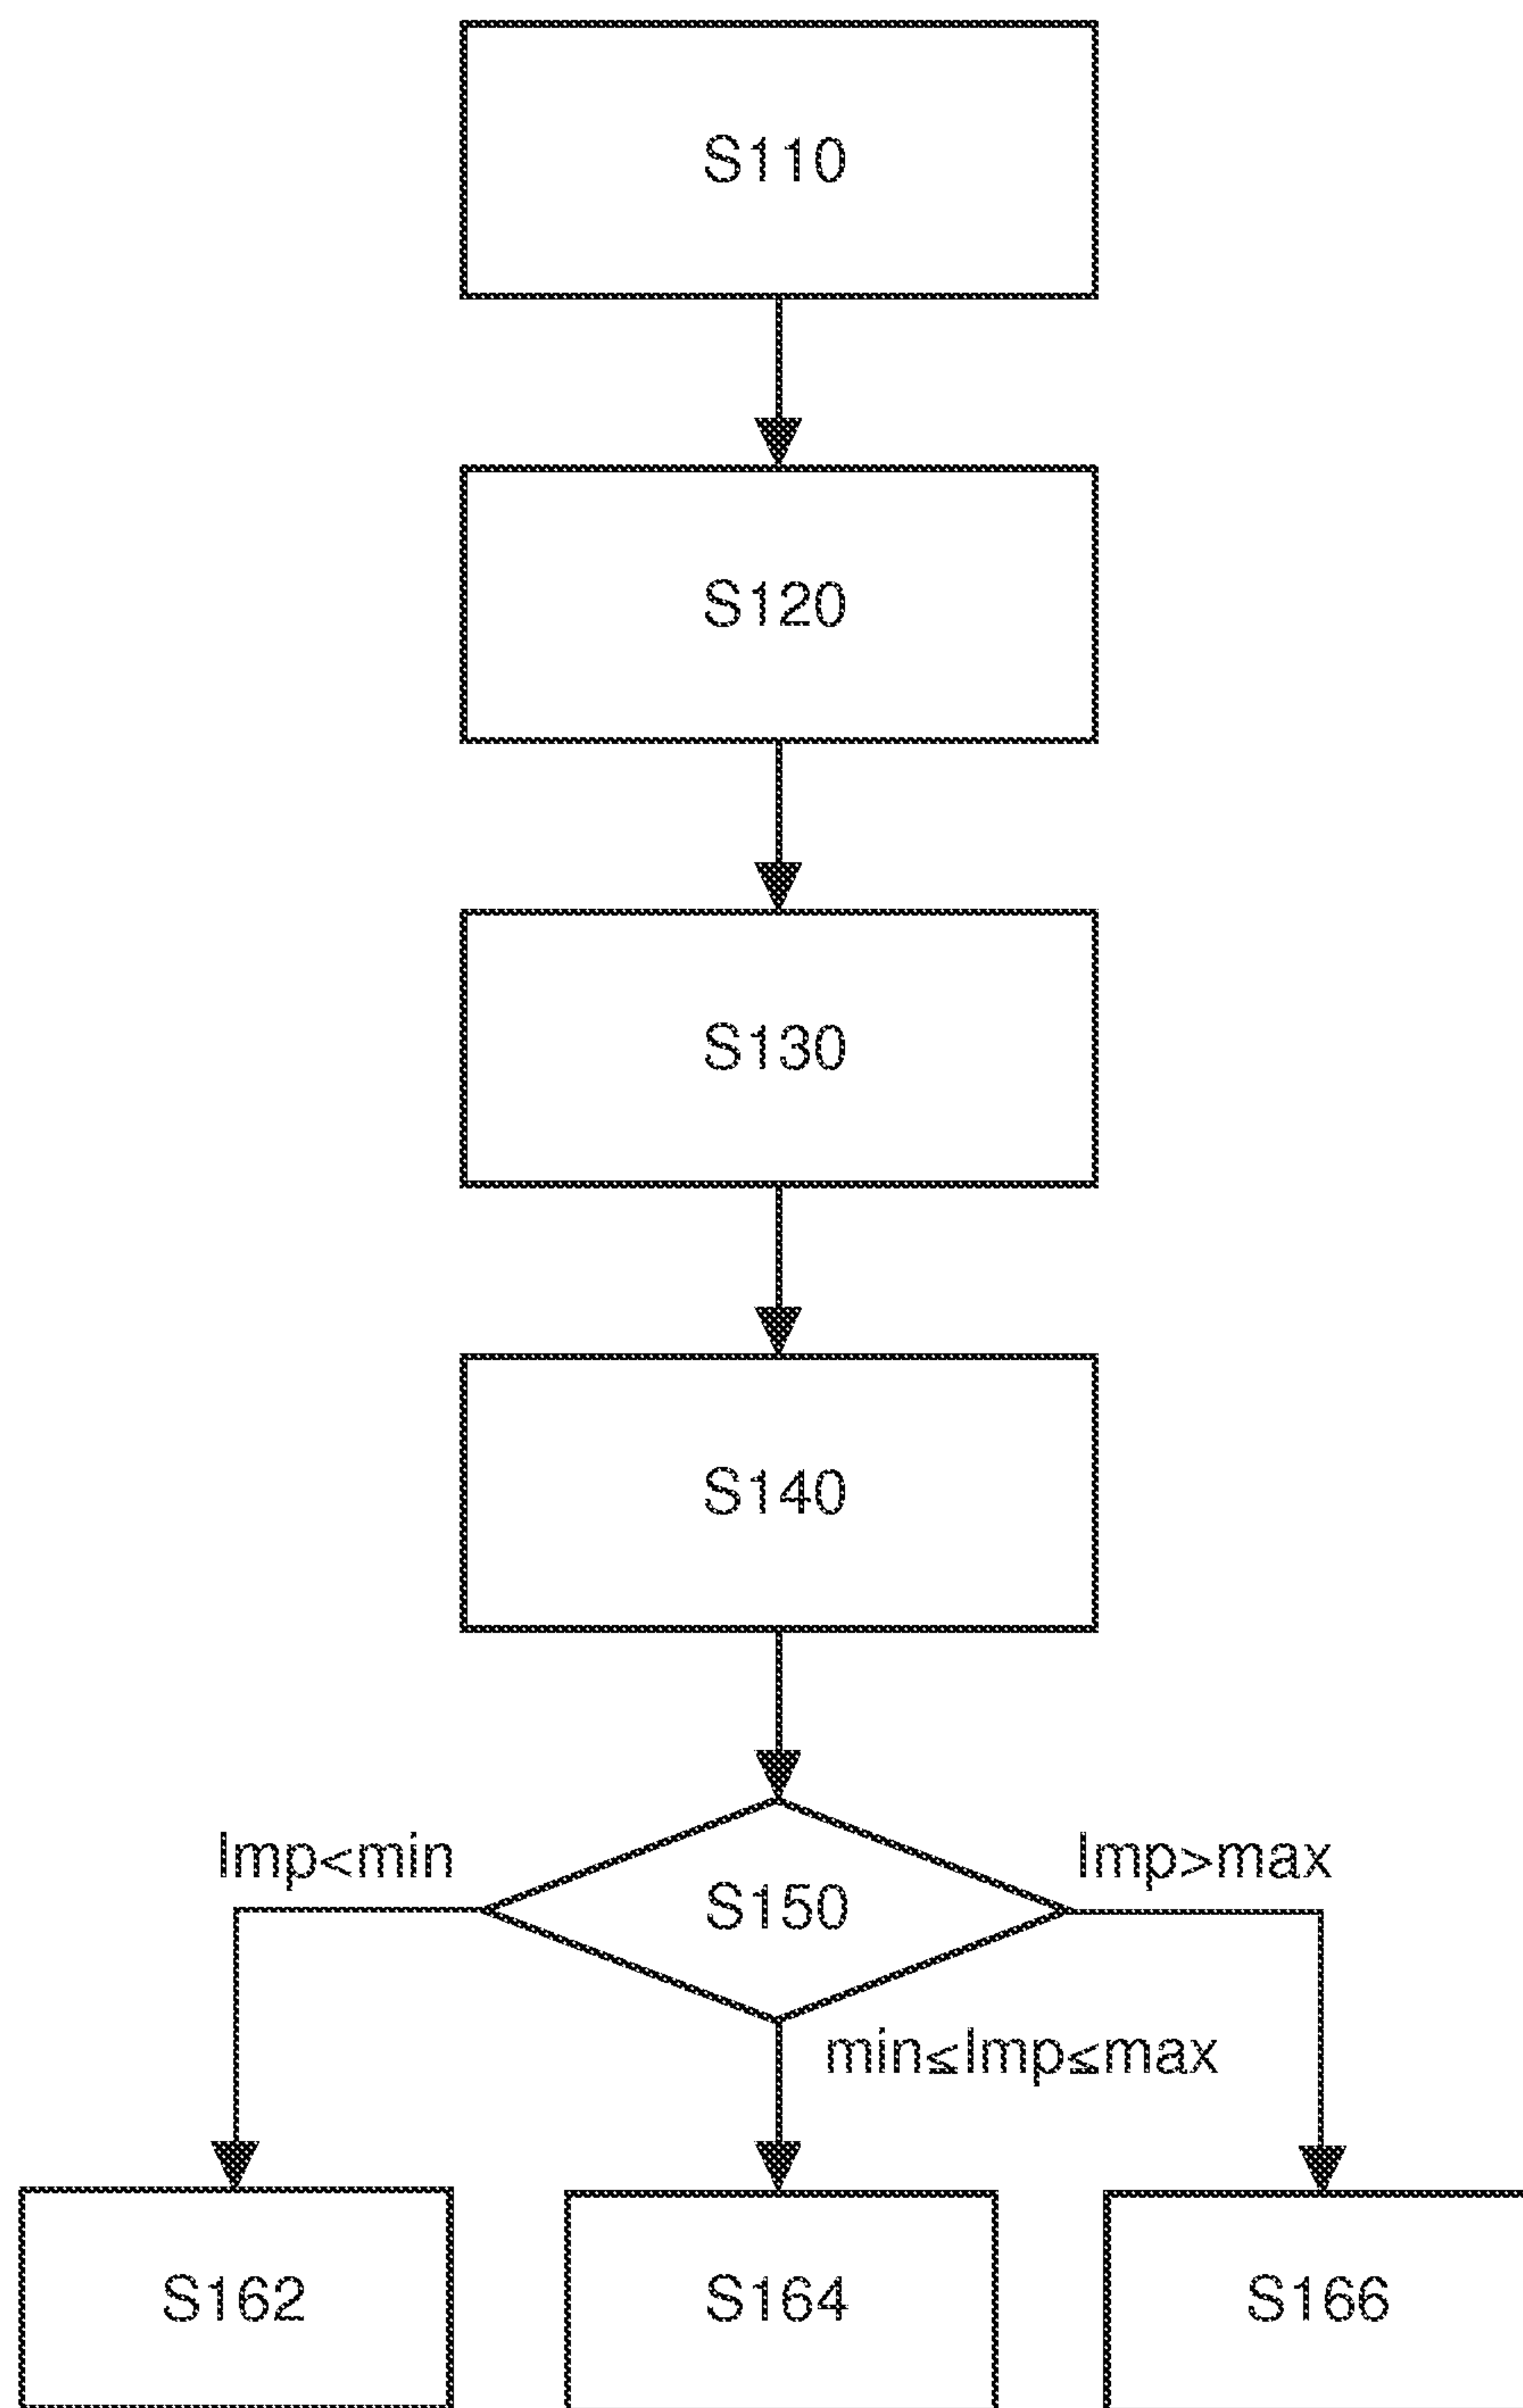 S110
S120
S130
S140
Imp<min
Imp>max
S150
min≤Imp≤max
S162
S164
S166